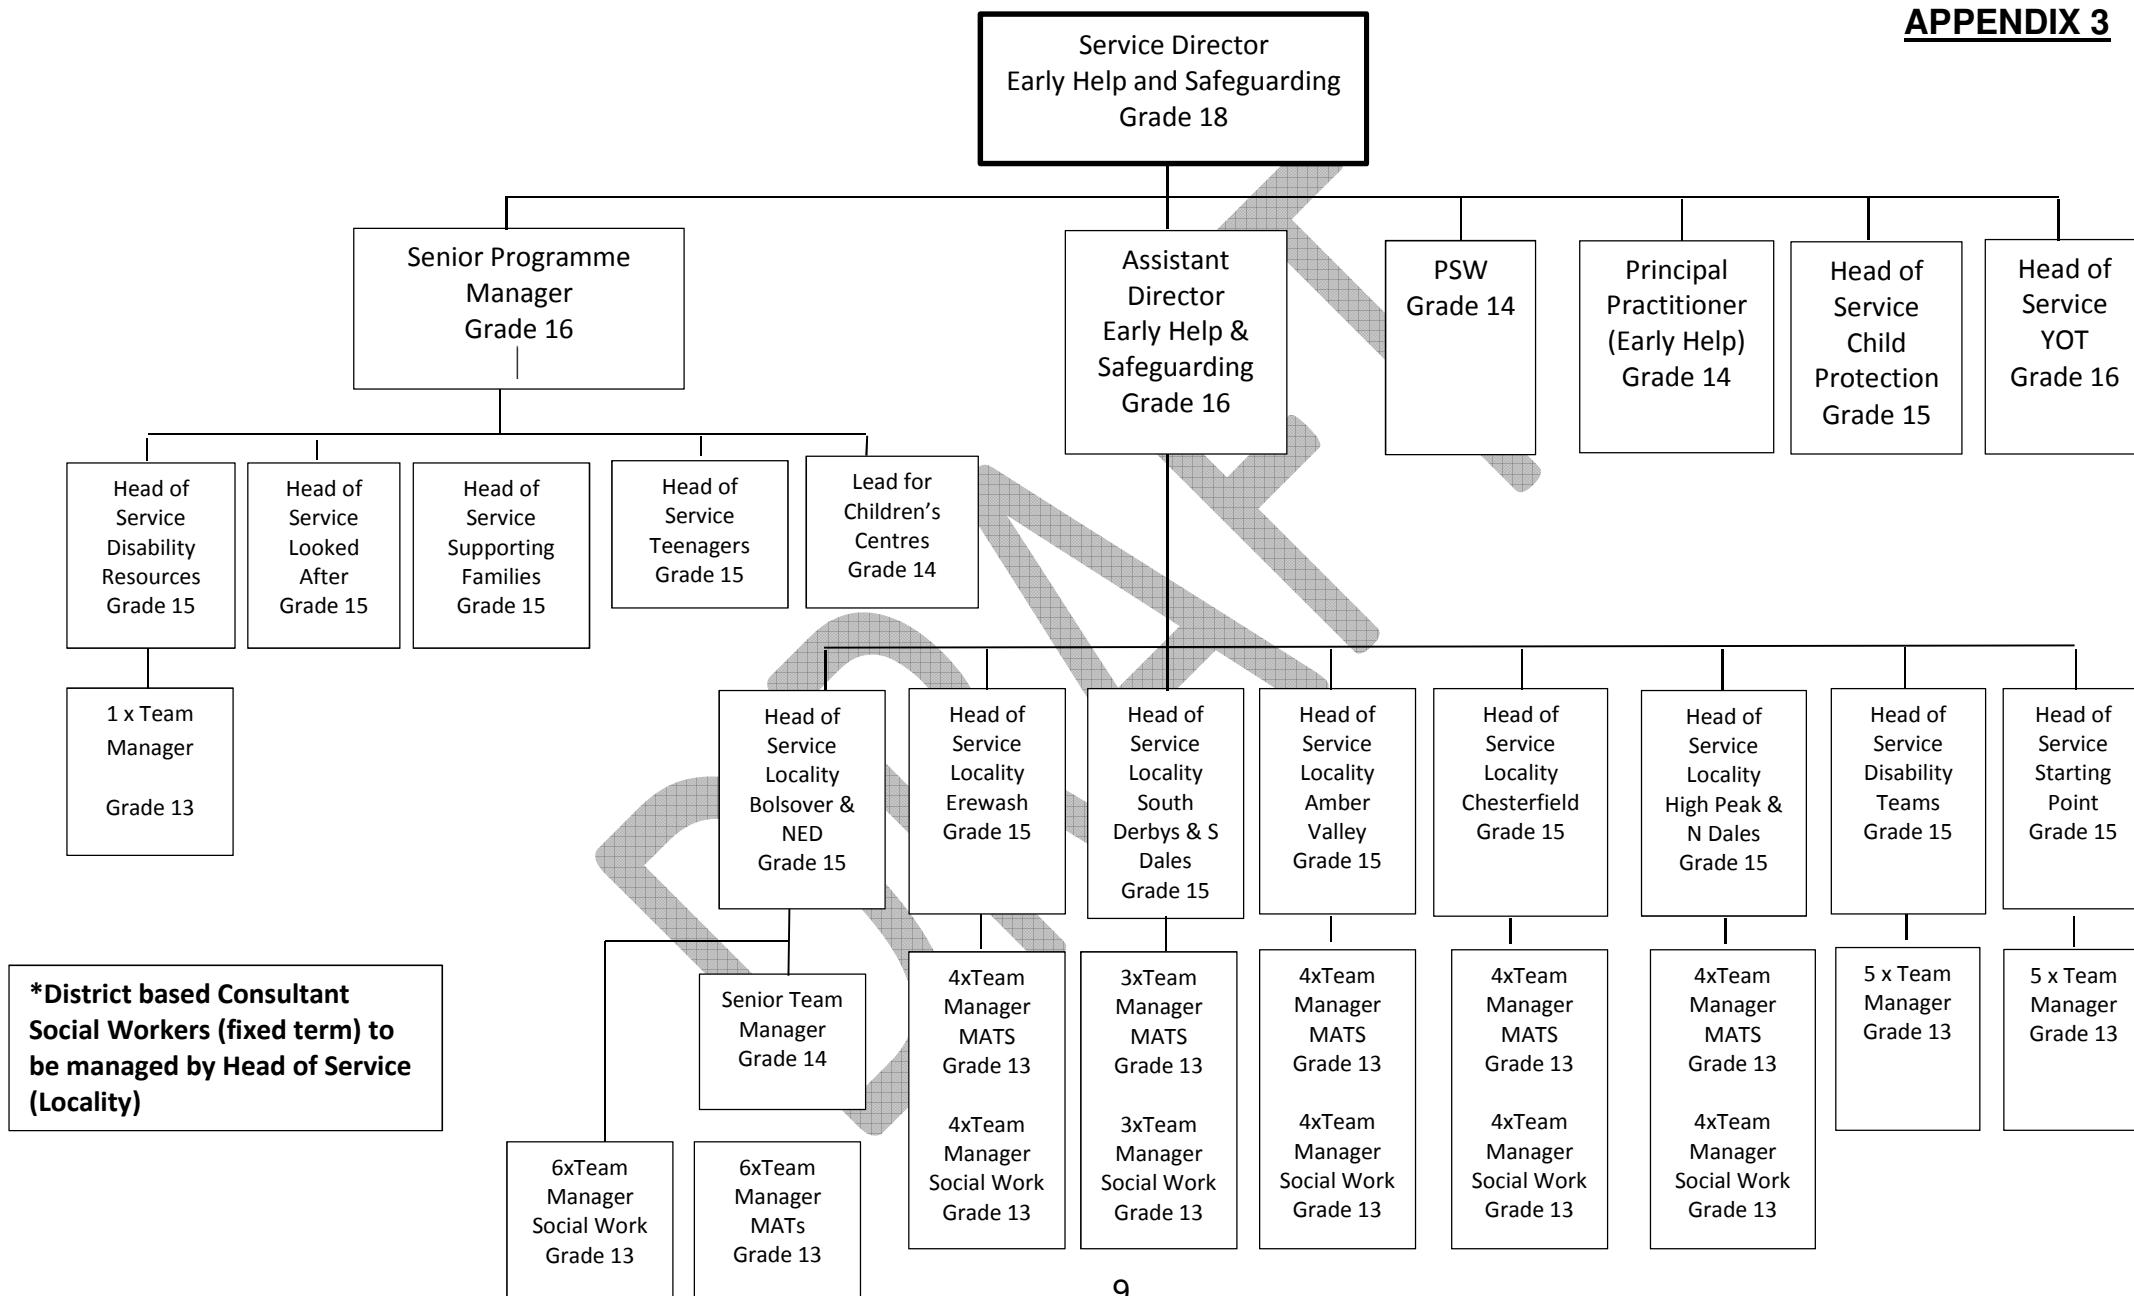 APPENDIX 3
Service Director
Early Help and Safeguarding
Grade 18
Senior Programme
Manager
Grade 16
Assistant
Director
Early Help &
Safeguarding
Grade 16
PSW
Grade 14
Principal
Practitioner
(Early Help)
Grade 14
Head of
Service
Child
Protection
Grade 15
Head of
Service
YOT
Grade 16
Head of
Service
Disability
Resources
Grade 15
Head of
Service
Looked
After
Grade 15
Head of
Service
Supporting
Families
Grade 15
Head of
Service
Teenagers
Grade 15
Lead for
Children’s
Centres
Grade 14
1 x Team
Manager
Grade 13
Head of
Service
Locality
Bolsover &
NED
Grade 15
Head of
Service
Locality
Erewash
Grade 15
Head of
Service
Locality
South
Derbys & S
Dales
Grade 15
Head of
Service
Locality
Amber
Valley
Grade 15
Head of
Service
Locality
Chesterfield
Grade 15
Head of
Service
Locality
High Peak &
N Dales
Grade 15
Head of
Service
Disability
Teams
Grade 15
Head of
Service
Starting
Point
Grade 15
*District based Consultant
Social Workers (fixed term) to
be managed by Head of Service
(Locality)
Senior Team
Manager
Grade 14
4xTeam
Manager
MATS
Grade 13
4xTeam
Manager
Social Work
Grade 13
3xTeam
Manager
MATS
Grade 13
3xTeam
Manager
Social Work
Grade 13
4xTeam
Manager
MATS
Grade 13
4xTeam
Manager
Social Work
Grade 13
4xTeam
Manager
MATS
Grade 13
4xTeam
Manager
Social Work
Grade 13
4xTeam
Manager
MATS
Grade 13
4xTeam
Manager
Social Work
Grade 13
5 x Team
Manager
Grade 13
5 x Team
Manager
Grade 13
6xTeam
Manager
Social Work
Grade 13
6xTeam
Manager
MATs
Grade 13
9
DRAFT